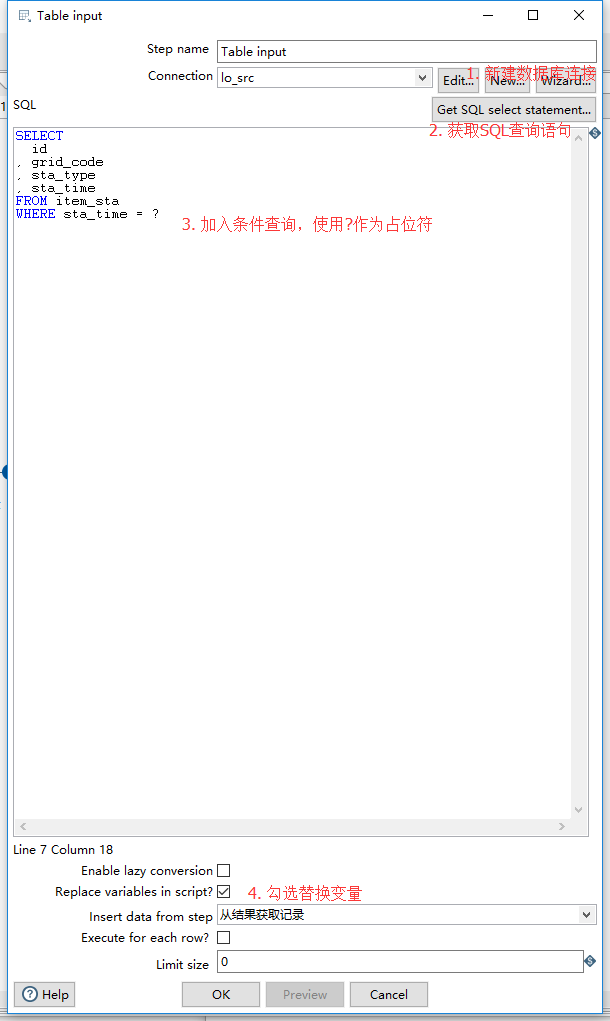 Table input
Step name Table input
Connection lo_src Edit... New... Wizard...
1. 新建数据库连接
SQL Get SQL select statement...
2. 获取SQL查询语句
SELECT
id
, grid_code
, sta_type
, sta_time
FROM item_sta
WHERE sta_time = ?
3. 加入条件查询，使用?作为占位符
Line 7 Column 18
Enable lazy conversion
Replace variables in script? 4. 勾选替换变量
Insert data from step 从结果获取记录
Execute for each row?
Limit size 0
Help OK Preview Cancel